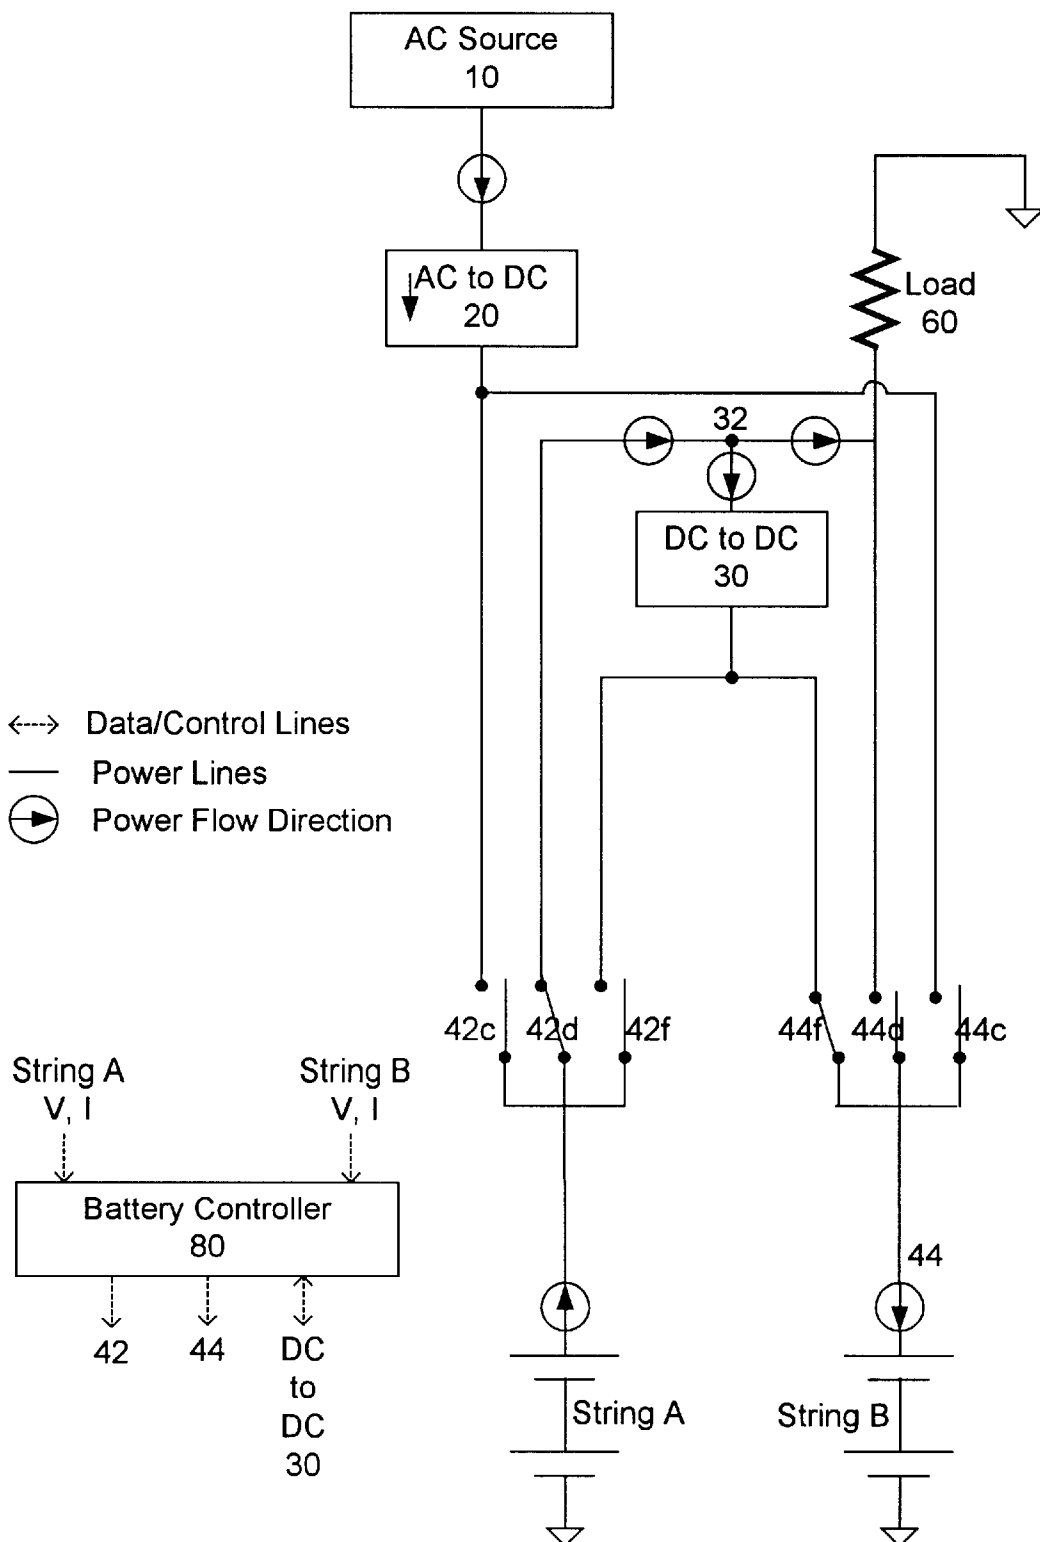 AC Source
10
AC to DC
20
Load
60
32
DC to DC
30
Data/Control Lines
Power Lines
Power Flow Direction
42c
42d
42f
44f
44d
44c
String A
V, I
String B
V, I
Battery Controller
80
42
44
DC
to
DC
30
44
String A
String B